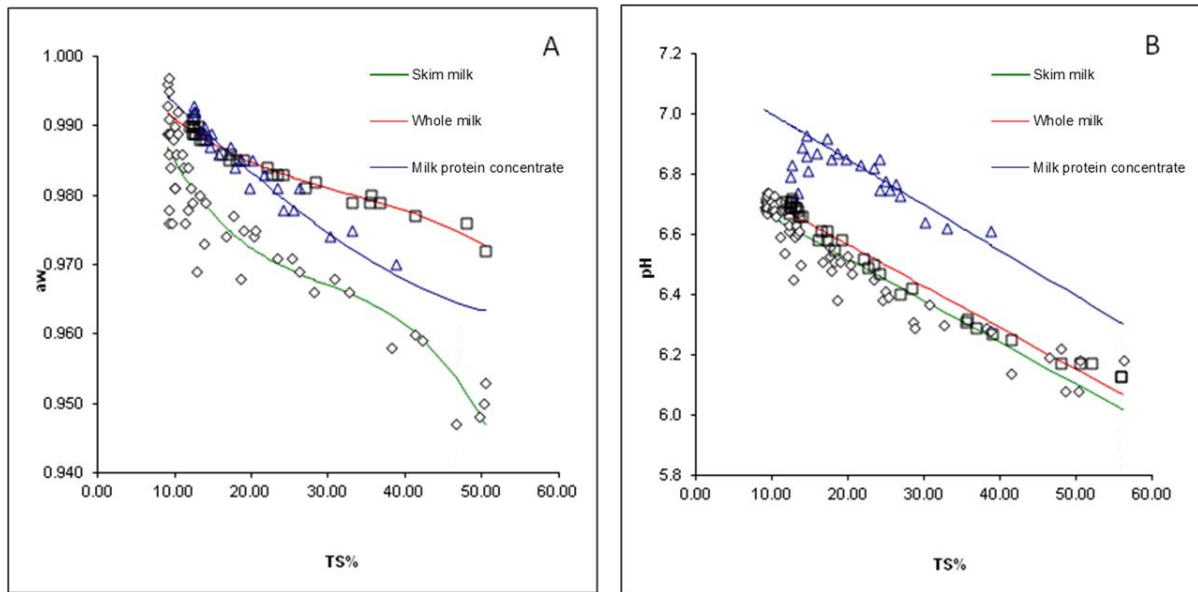 A
1.000
0.990
0.980
0.970
0.960
0.950
0.940
aw
Skim milk
Whole milk
Milk protein concentrate
0.00 10.00 20.00 30.00 40.00 50.00 60.00
TS%
B
7.2
7.0
6.8
6.6
6.4
6.2
6.0
5.8
pH
Skim milk
Whole milk
Milk protein concentrate
0.00 10.00 20.00 30.00 40.00 50.00 60.00
TS%